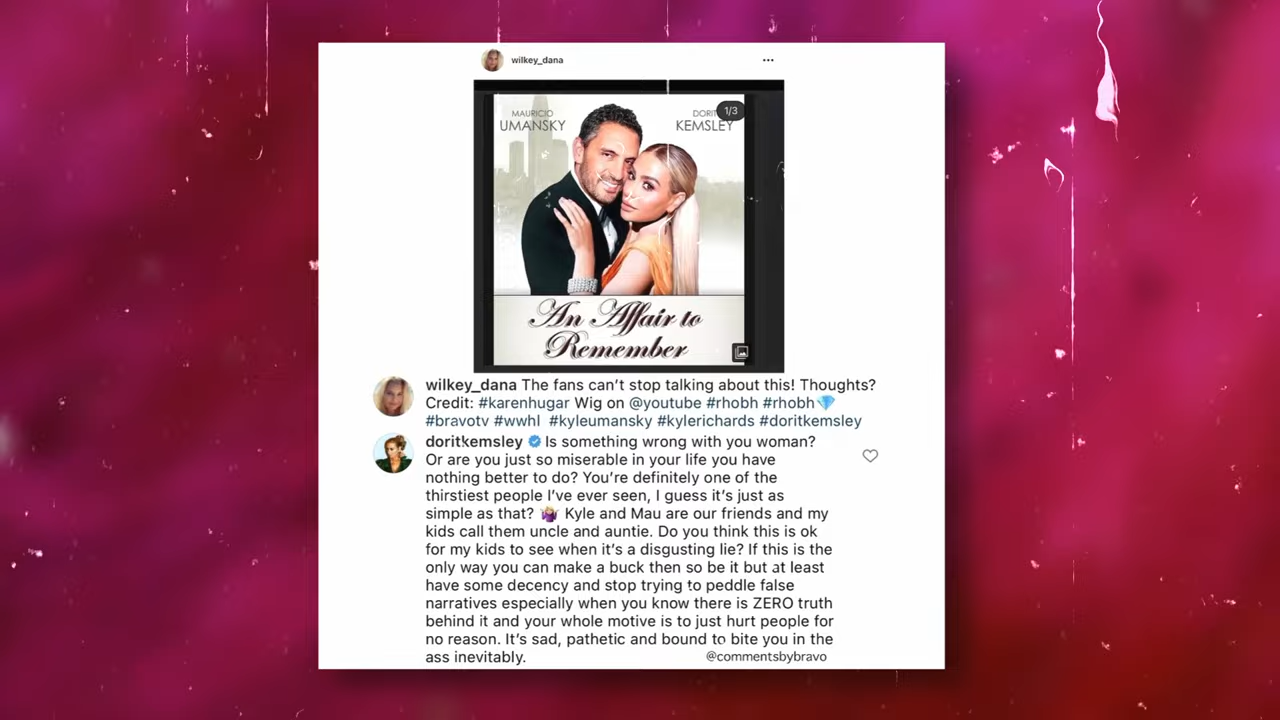 wilkey_dana
1/3
MAURICIO
UMANSKY
DORIT
KEMSLEY
An Affair to
Remember
wilkey_dana The fans can't stop talking about this! Thoughts?
Credit: #karenhugar Wig on @youtube #rhobh #rhobh💎
#bravotv #wwhl #kyleumansky #kylerichards #doritkemsley
doritkemsley Is something wrong with you woman?
Or are you just so miserable in your life you have
nothing better to do? You're definitely one of the
thirstiest people I've ever seen, I guess it's just as
simple as that? 🤷‍♀️ Kyle and Mau are our friends and my
kids call them uncle and auntie. Do you think this is ok
for my kids to see when it's a disgusting lie? If this is the
only way you can make a buck then so be it but at least
have some decency and stop trying to peddle false
narratives especially when you know there is ZERO truth
behind it and your whole motive is to just hurt people for
no reason. It's sad, pathetic and bound to bite you in the
ass inevitably.
@commentsbybravo